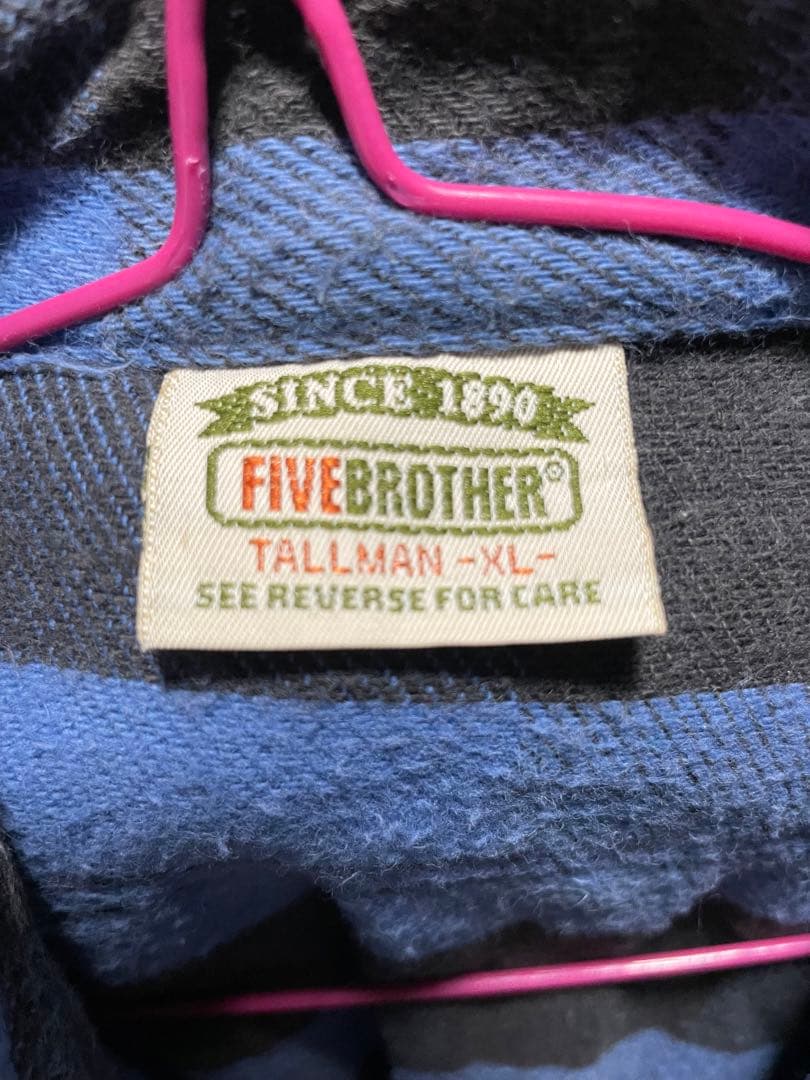 SINCE 1890
FIVEBROTHER®
TALLMAN -XL-
SEE REVERSE FOR CARE